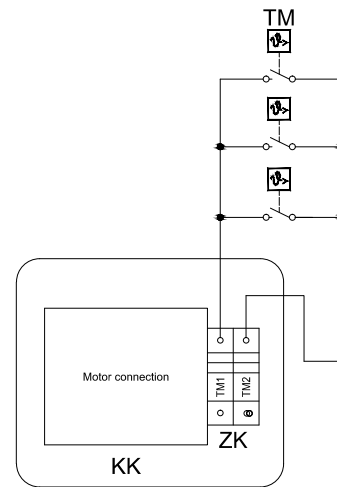 TM
ϑ>
ϑ>
ϑ>
Motor connection
TM1
TM2
ZK
KK